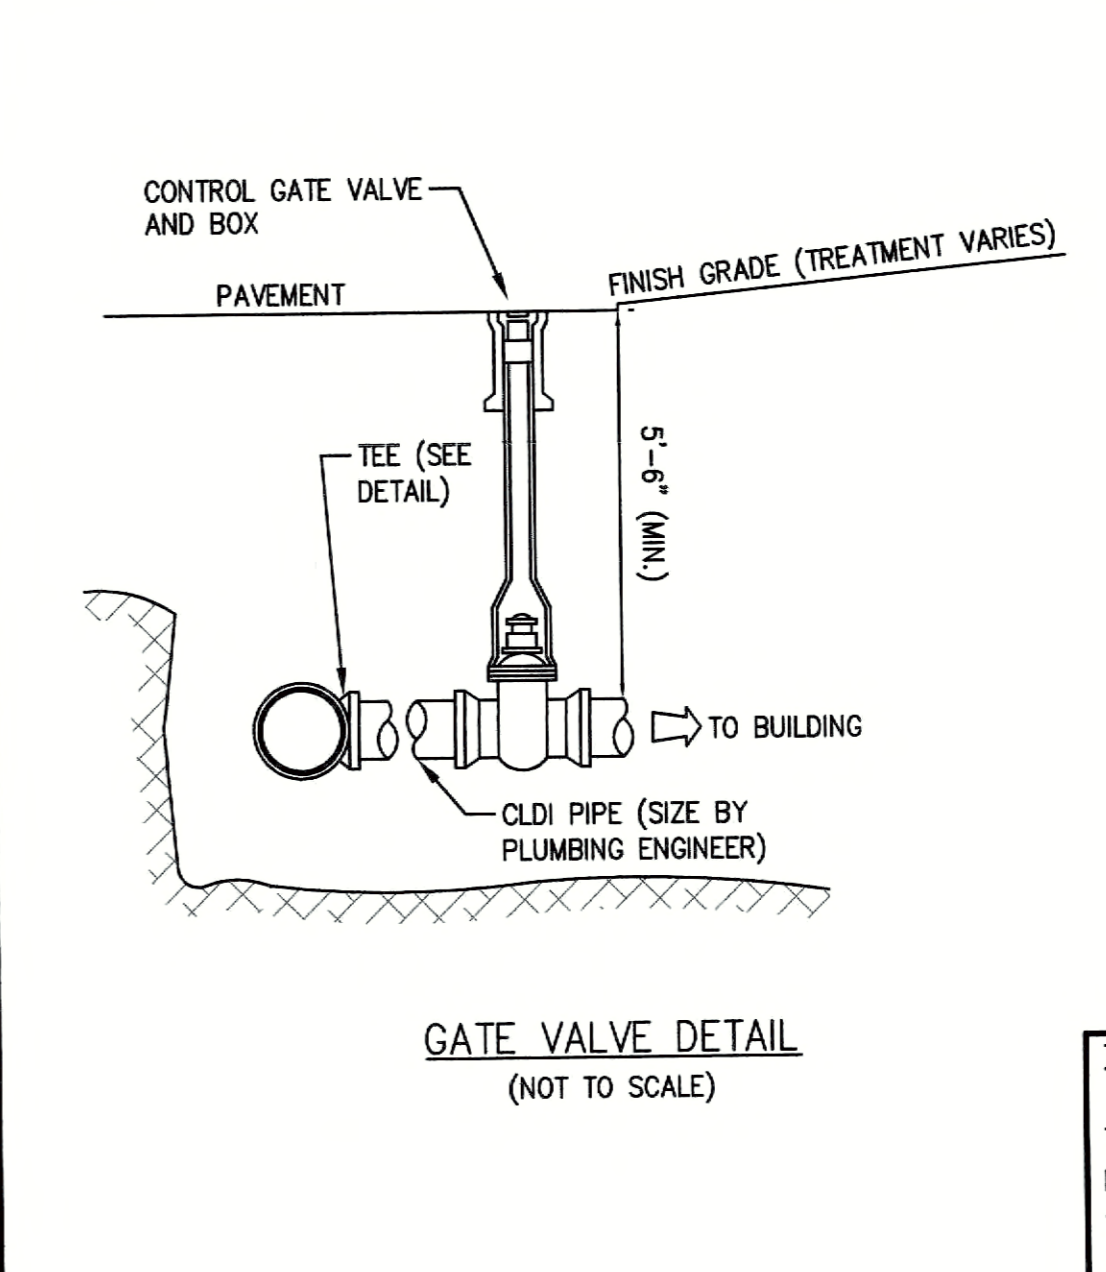 CONTROL GATE VALVE
AND BOX
PAVEMENT
FINISH GRADE (TREATMENT VARIES)
TEE (SEE
DETAIL)
5'-6" (MIN.)
TO BUILDING
CLDI PIPE (SIZE BY
PLUMBING ENGINEER)
GATE VALVE DETAIL
(NOT TO SCALE)